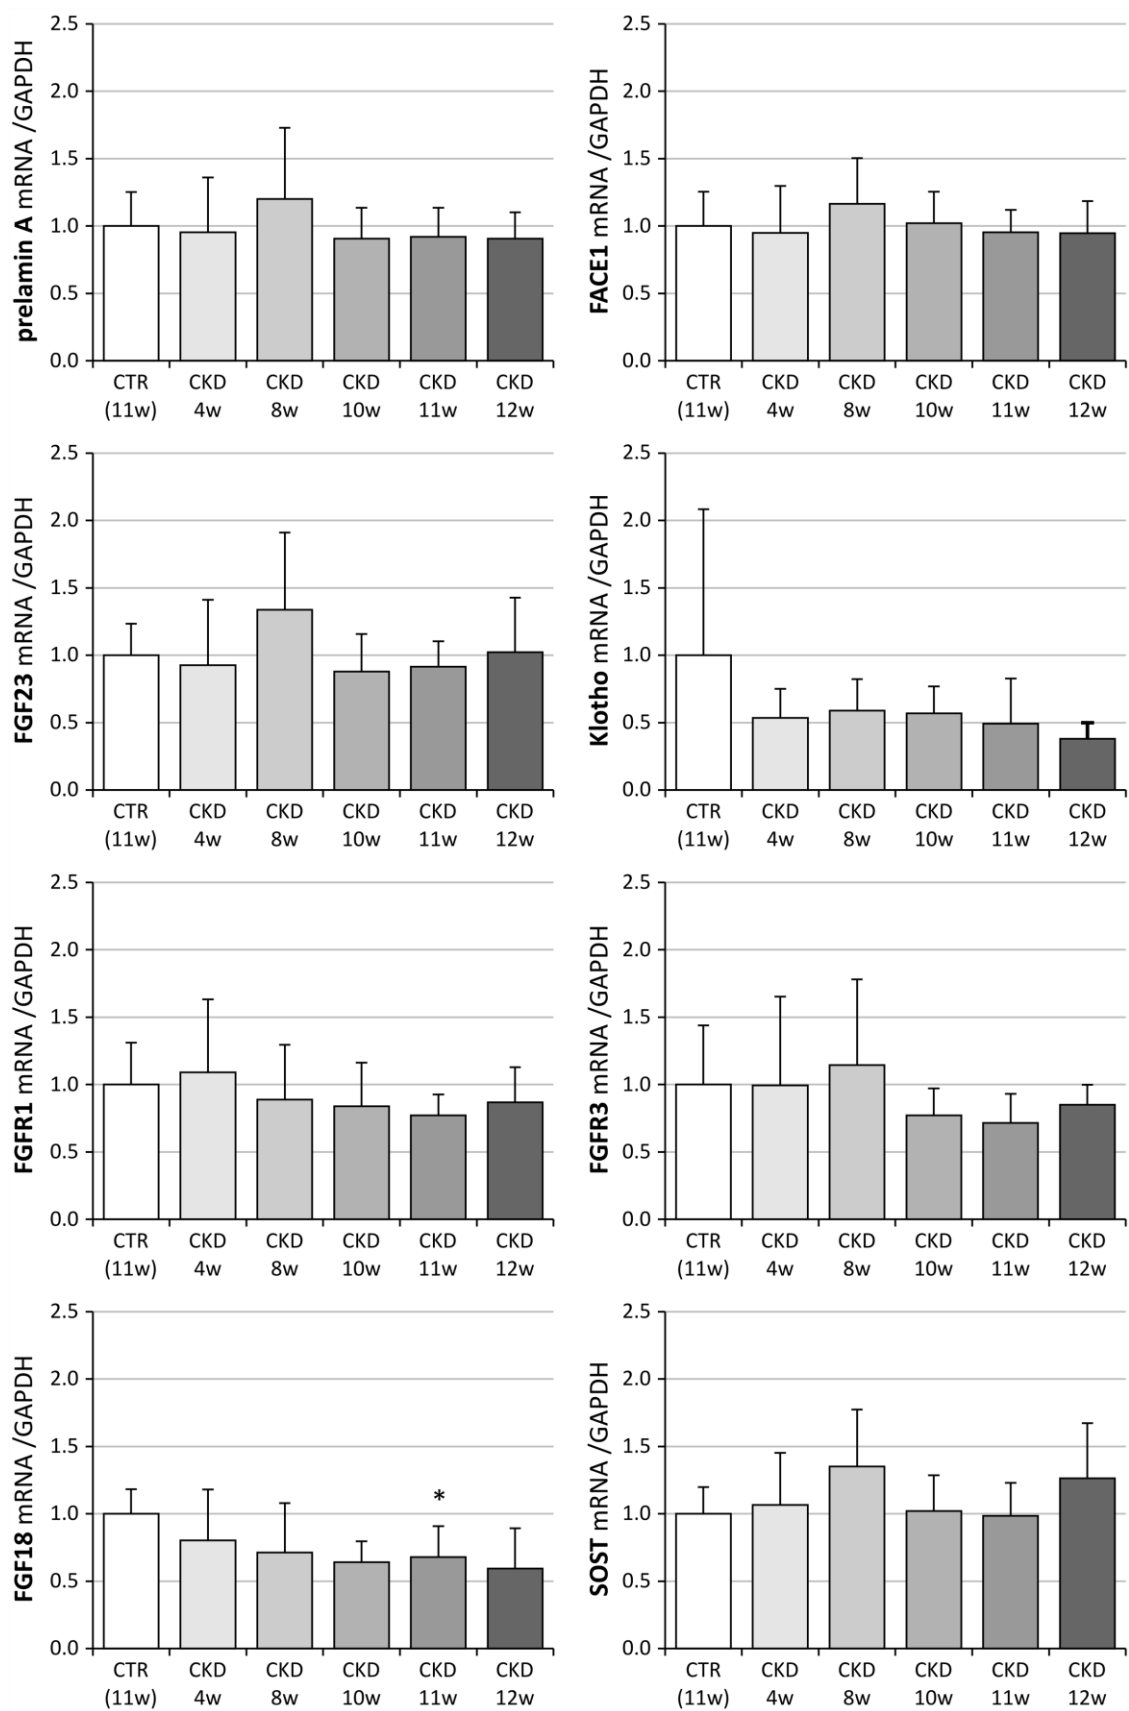 2.5
2.0
1.5
1.0
0.5
0.0
prelamin A mRNA /GAPDH
CTR CKD CKD CKD CKD CKD
(11w) 4w 8w 10w 11w 12w
2.5
2.0
1.5
1.0
0.5
0.0
FACE1 mRNA /GAPDH
CTR CKD CKD CKD CKD CKD
(11w) 4w 8w 10w 11w 12w
2.5
2.0
1.5
1.0
0.5
0.0
FGF23 mRNA /GAPDH
CTR CKD CKD CKD CKD CKD
(11w) 4w 8w 10w 11w 12w
2.5
2.0
1.5
1.0
0.5
0.0
Klotho mRNA /GAPDH
CTR CKD CKD CKD CKD CKD
(11w) 4w 8w 10w 11w 12w
2.5
2.0
1.5
1.0
0.5
0.0
FGFR1 mRNA /GAPDH
CTR CKD CKD CKD CKD CKD
(11w) 4w 8w 10w 11w 12w
2.5
2.0
1.5
1.0
0.5
0.0
FGFR3 mRNA /GAPDH
CTR CKD CKD CKD CKD CKD
(11w) 4w 8w 10w 11w 12w
2.5
2.0
1.5
1.0
0.5
0.0
FGF18 mRNA /GAPDH
*
CTR CKD CKD CKD CKD CKD
(11w) 4w 8w 10w 11w 12w
2.5
2.0
1.5
1.0
0.5
0.0
SOST mRNA /GAPDH
CTR CKD CKD CKD CKD CKD
(11w) 4w 8w 10w 11w 12w